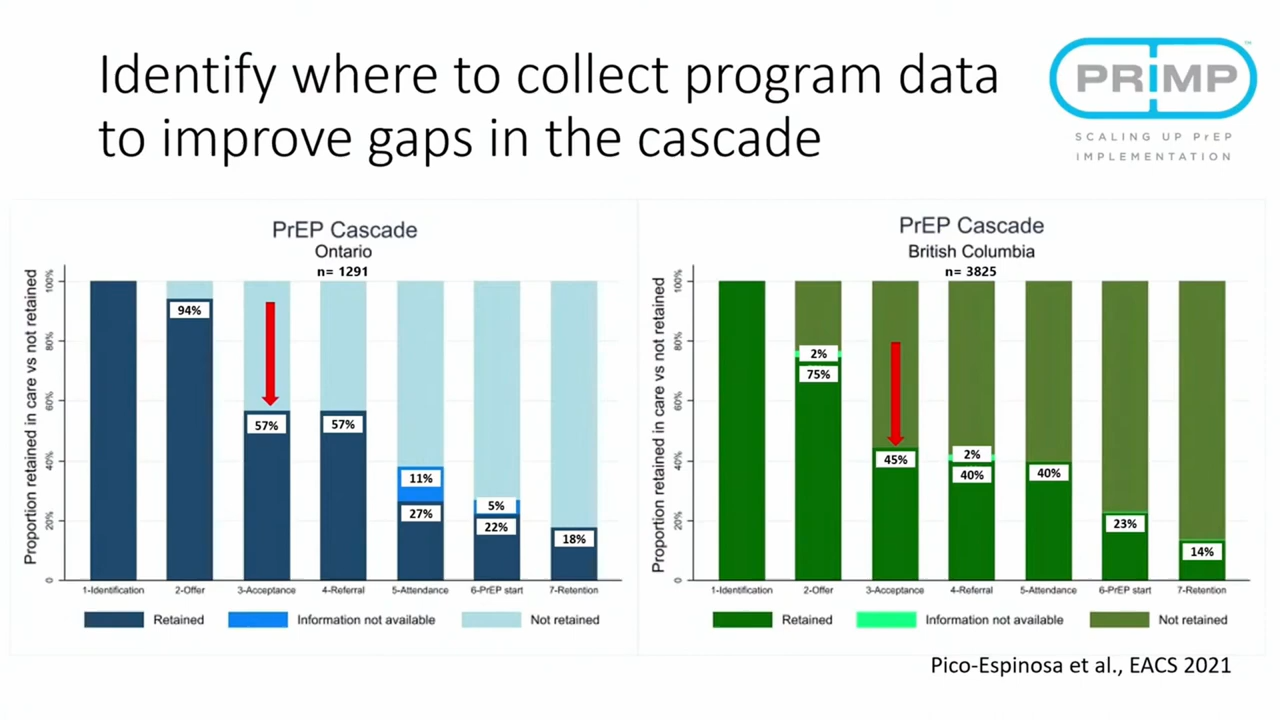 Identify where to collect program data
to improve gaps in the cascade
PRiMP
™
SCALING UP PrEP
IMPLEMENTATION
PrEP Cascade
Ontario
n= 1291
Proportion retained in care vs not retained
100%
80%
60%
40%
20%
0
94%
57%
57%
11%
27%
5%
22%
18%
1-Identification 2-Offer 3-Acceptance 4-Referral 5-Attendance 6-PrEP start 7-Retention
Retained Information not available Not retained
PrEP Cascade
British Columbia
n= 3825
Proportion retained in care vs not retained
100%
80%
60%
40%
20%
0
2%
75%
45%
2%
40%
40%
23%
14%
1-Identification 2-Offer 3-Acceptance 4-Referral 5-Attendance 6-PrEP start 7-Retention
Retained Information not available Not retained
Pico-Espinosa et al., EACS 2021